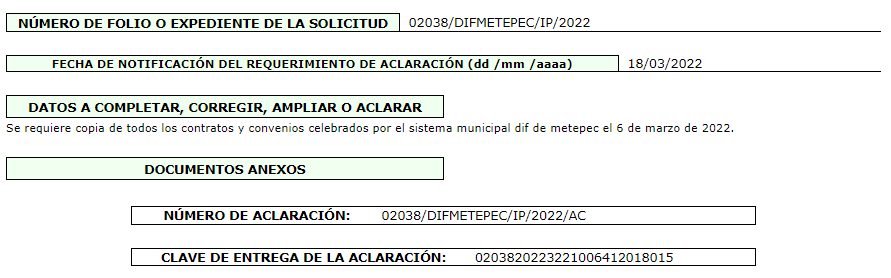 NÚMERO DE FOLIO O EXPEDIENTE DE LA SOLICITUD 02038/DIFMETEPEC/IP/2022
FECHA DE NOTIFICACIÓN DEL REQUERIMIENTO DE ACLARACIÓN (dd /mm /aaaa) 18/03/2022
DATOS A COMPLETAR, CORREGIR, AMPLIAR O ACLARAR
Se requiere copia de todos los contratos y convenios celebrados por el sistema municipal dif de metepec el 6 de marzo de 2022.
DOCUMENTOS ANEXOS
NÚMERO DE ACLARACIÓN: 02038/DIFMETEPEC/IP/2022/AC
CLAVE DE ENTREGA DE LA ACLARACIÓN: 0203820223221006412018015